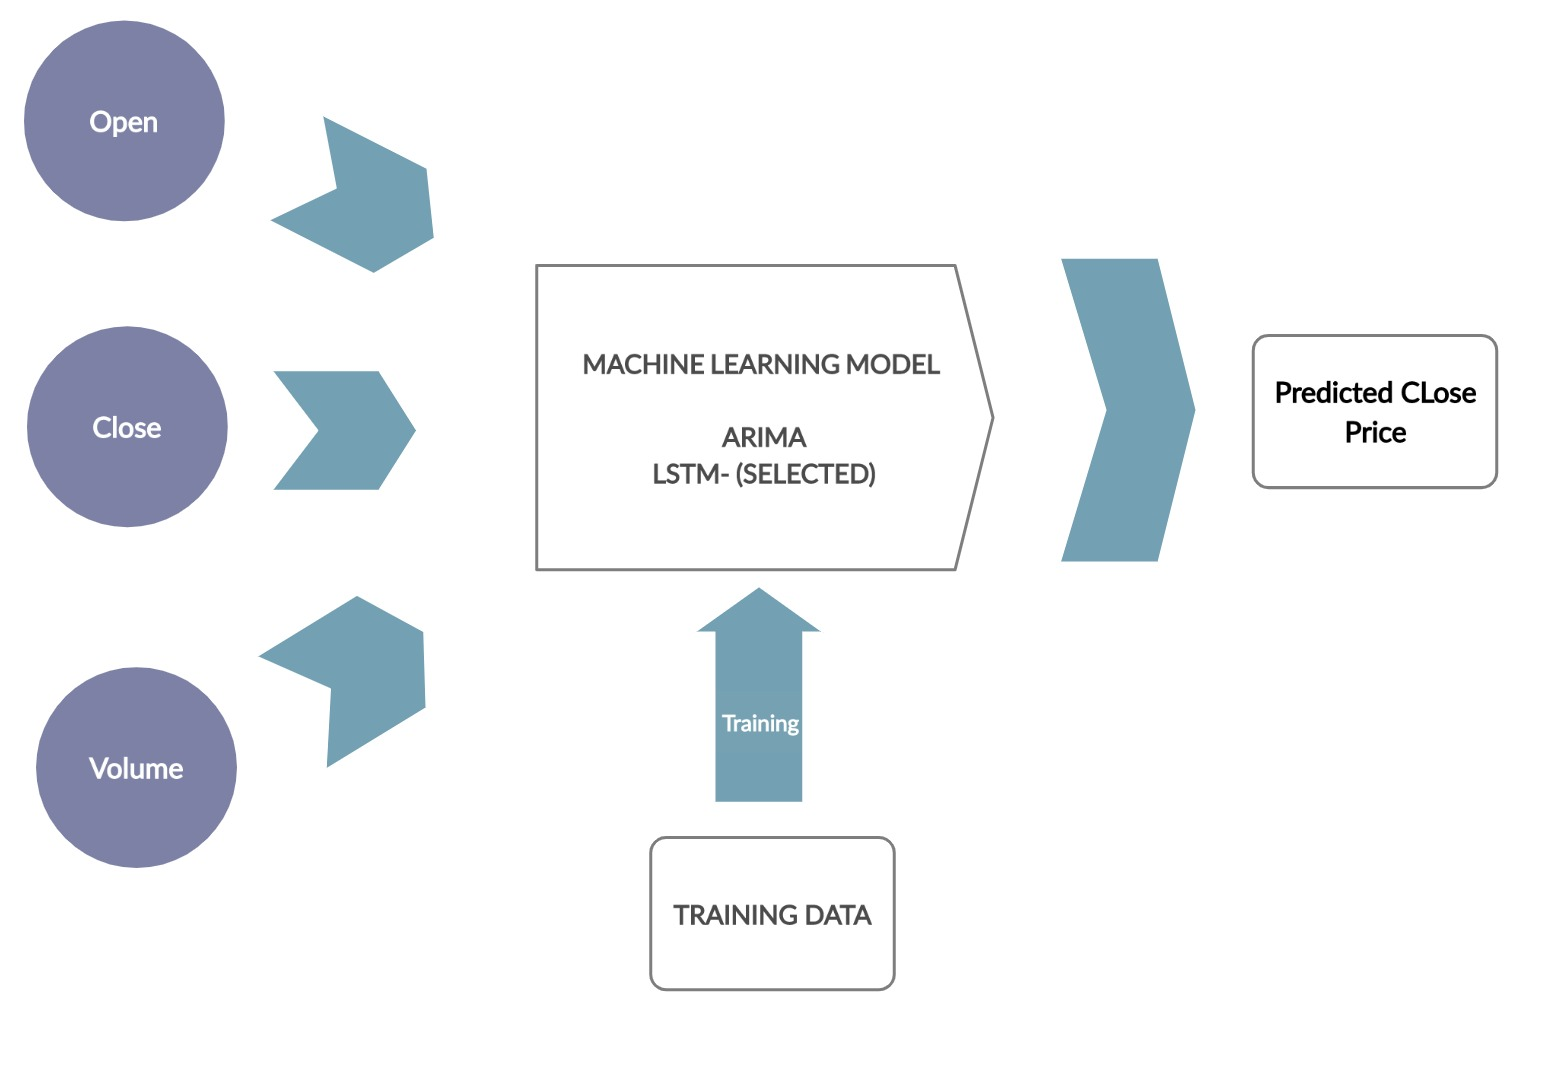 Open
Close
Volume
MACHINE LEARNING MODEL
ARIMA
LSTM- (SELECTED)
Training
TRAINING DATA
Predicted CLose
Price